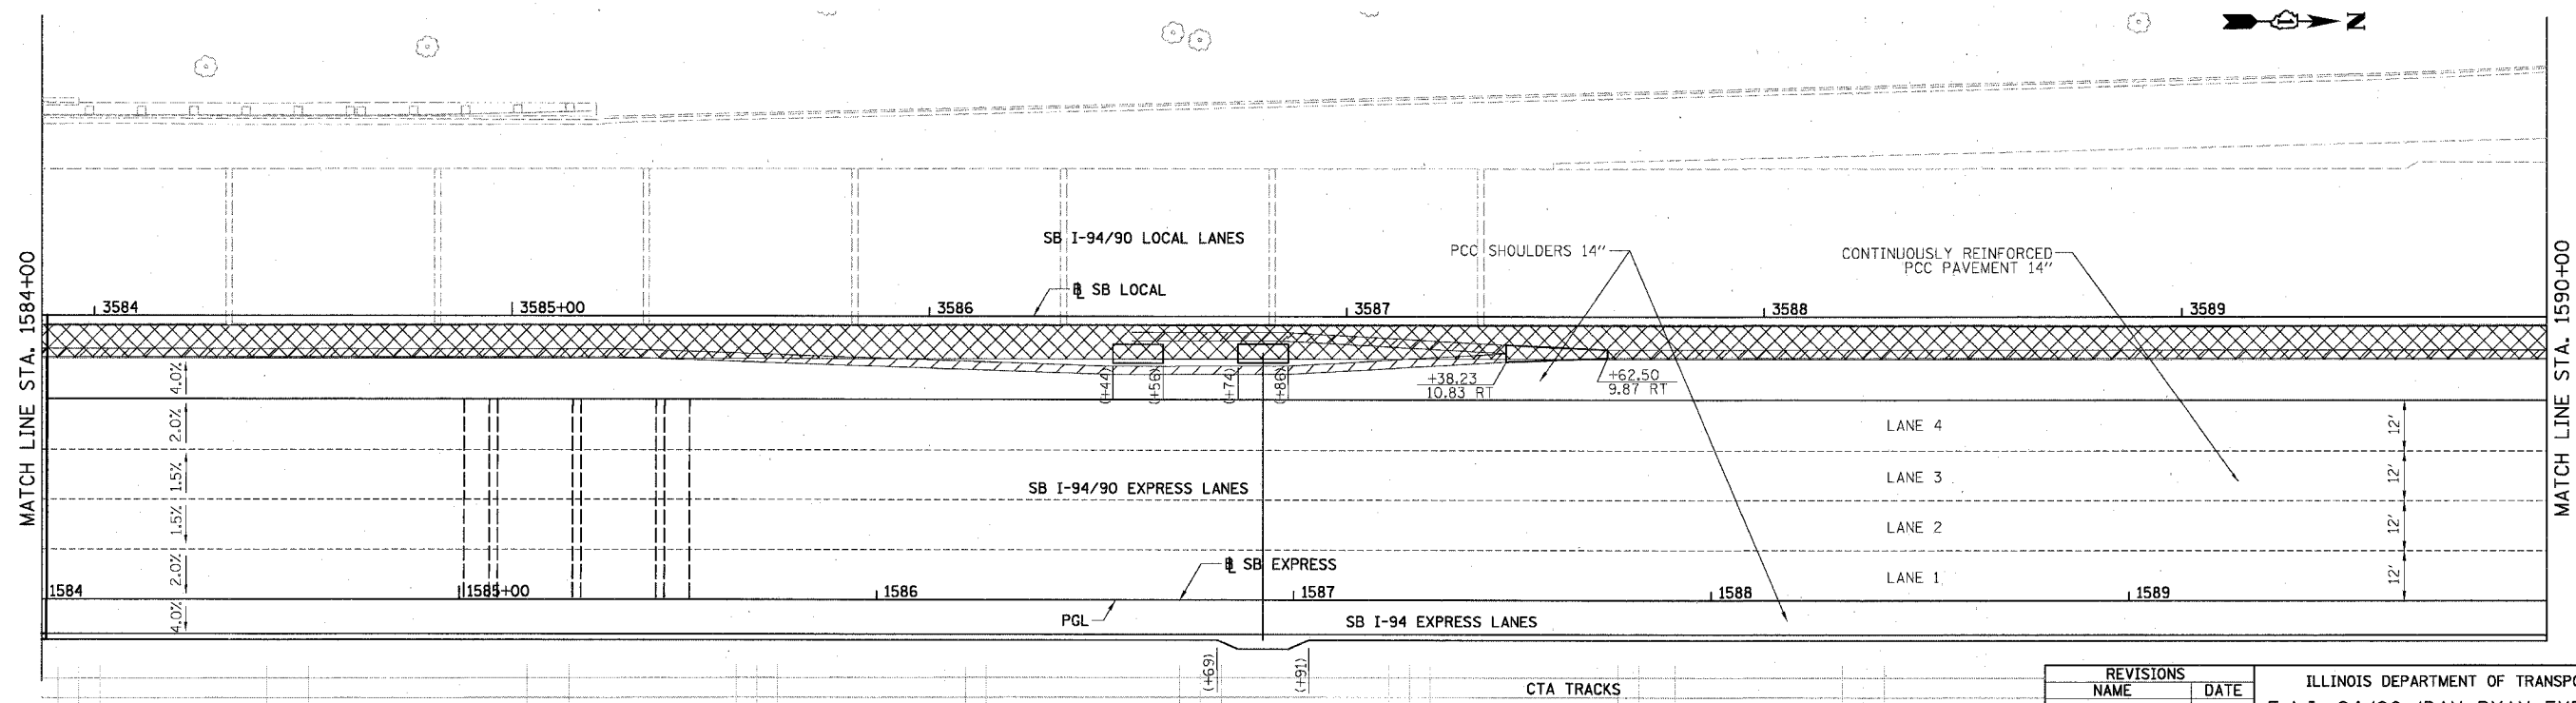 N
MATCH LINE STA. 1584+00
SB I-94/90 LOCAL LANES
PCC SHOULDERS 14"
CONTINUOUSLY REINFORCED
PCC PAVEMENT 14"
MATCH LINE STA. 1590+00
℄ SB LOCAL
3584
3585+00
3586
3587
3588
3589
4.0%
(+44)
(+56)
(+74)
(+86)
+38.23
10.83 RT
+62.50
9.87 RT
2.0%
LANE 4
12'
1.5%
SB I-94/90 EXPRESS LANES
LANE 3
12'
1.5%
LANE 2
12'
2.0%
℄ SB EXPRESS
LANE 1
12'
1584
1585+00
1586
1587
1588
1589
4.0%
PGL
SB I-94 EXPRESS LANES
(+69)
(+91)
CTA TRACKS
REVISIONS
NAME
DATE
ILLINOIS DEPARTMENT OF TRANSPO